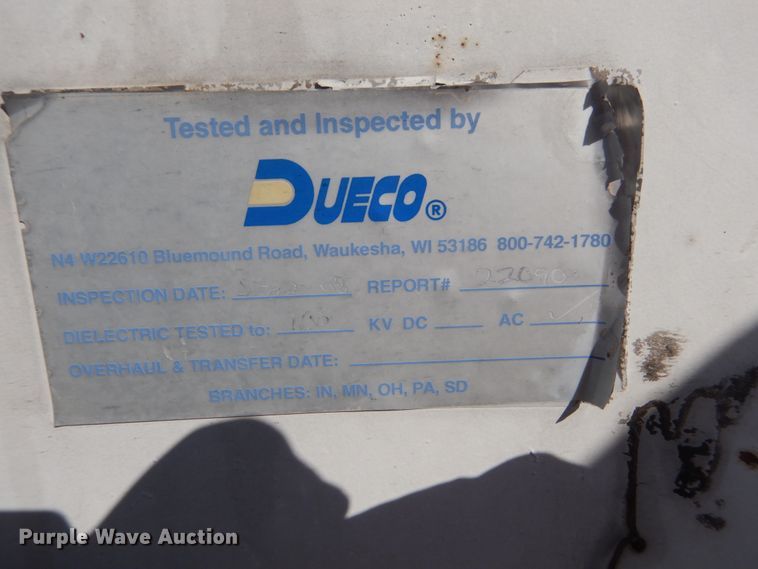 Tested and Inspected by
DUECO®
N4 W22610 Bluemound Road, Waukesha, WI 53186 800-742-1780
INSPECTION DATE: REPORT#
DIELECTRIC TESTED to: KV DC AC ✓
OVERHAUL & TRANSFER DATE:
BRANCHES: IN, MN, OH, PA, SD
Purple Wave Auction